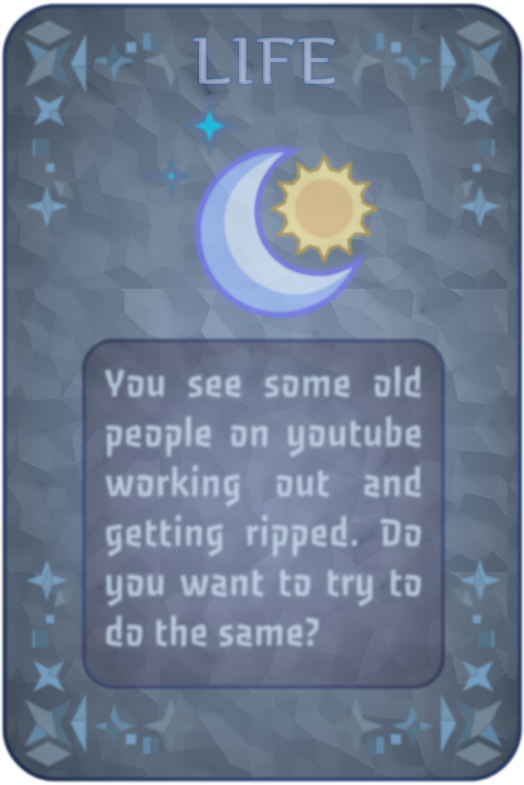 LIFE
You see some old
people on youtube
working out and
getting ripped. Do
you want to try to
do the same?